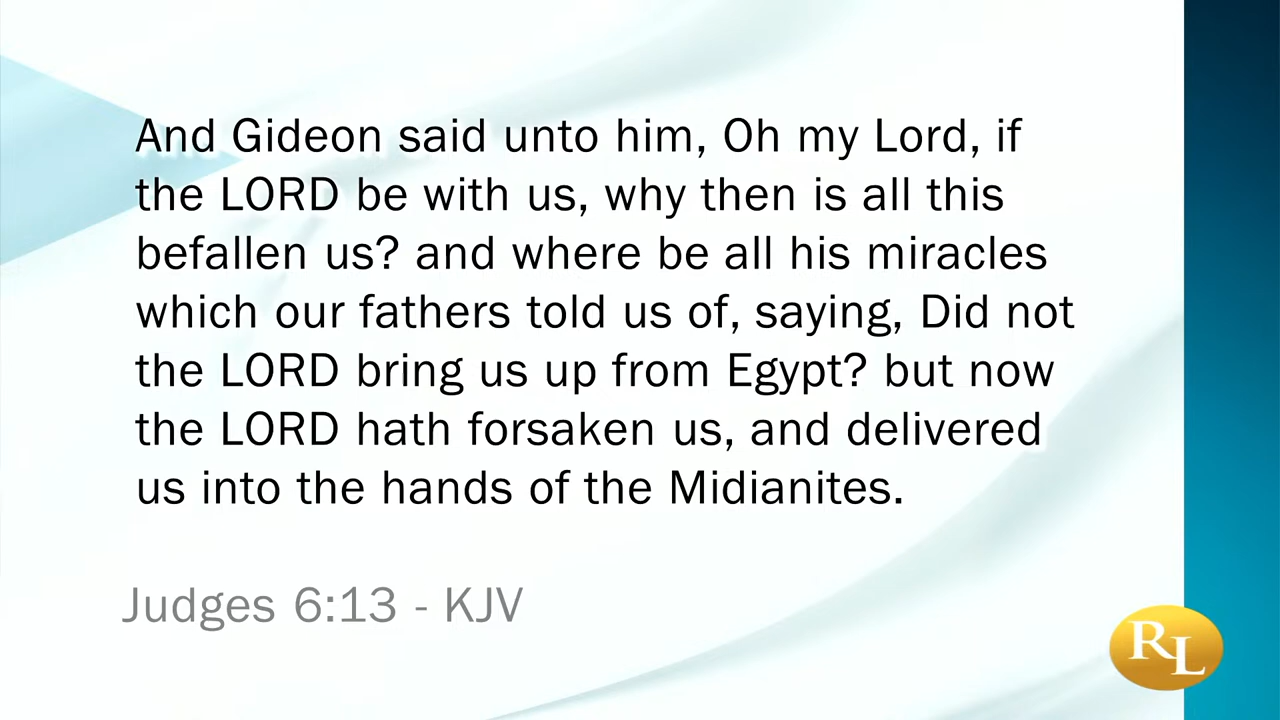 And Gideon said unto him, Oh my Lord, if
the LORD be with us, why then is all this
befallen us? and where be all his miracles
which our fathers told us of, saying, Did not
the LORD bring us up from Egypt? but now
the LORD hath forsaken us, and delivered
us into the hands of the Midianites.
Judges 6:13 - KJV
RL